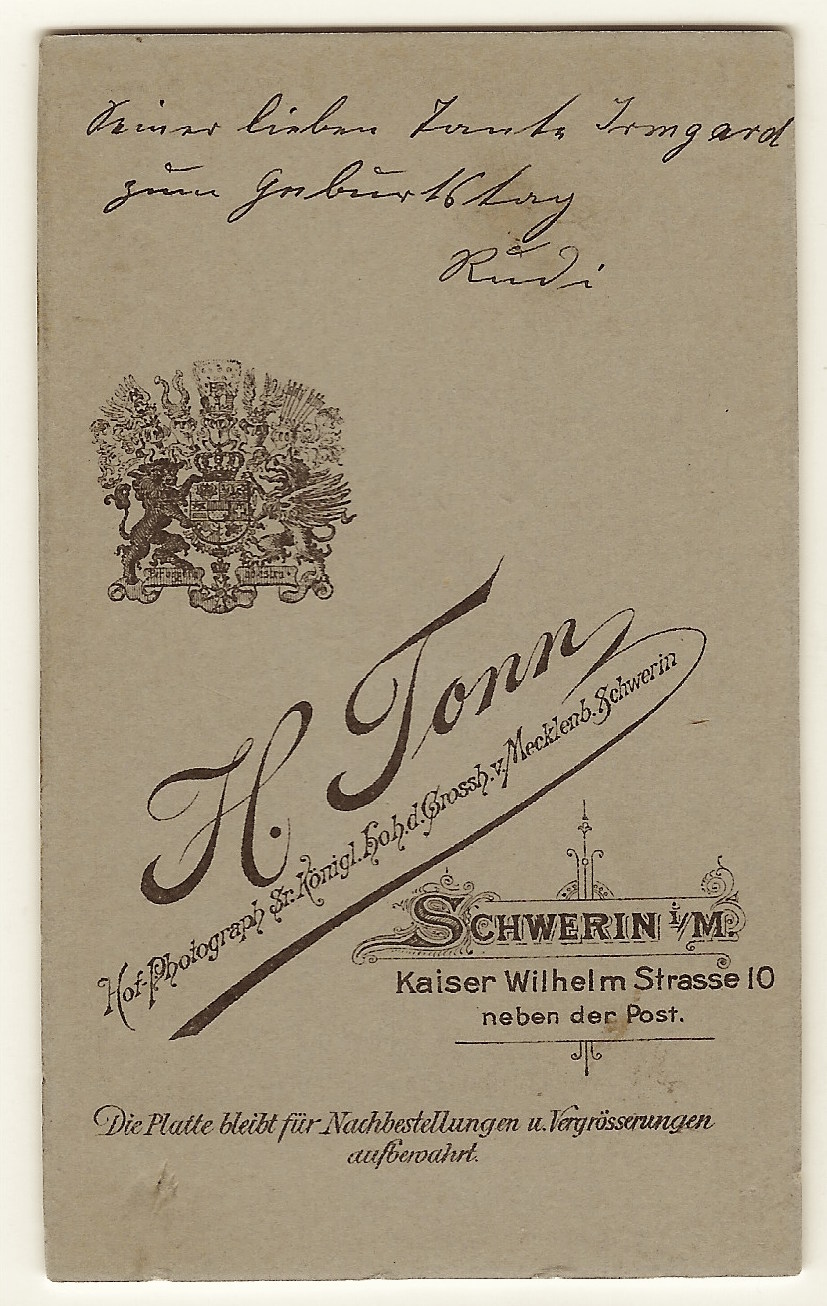 Seiner lieben Tante Irmgard
zum Geburtstag
Rudi
H. Tonn
Hof-Photograph Sr. Königl. Hoh. d. Grossh. v. Mecklenb. Schwerin
SCHWERIN i/M.
Kaiser Wilhelm Strasse 10
neben der Post.
Die Platte bleibt für Nachbestellungen u. Vergrösserungen
aufbewahrt.